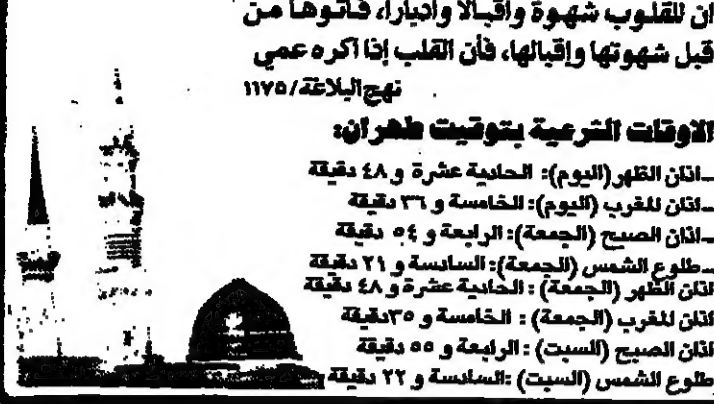 ان للقلوب شهوة واقبالا وادبارا، فاتوها من
قبل شهوتها وإقبالها، فأن القلب إذا أكره عمي
نهج البلاغة/١١٧٥
الاوقات الشرعية بتوقيت طهران:
ـ اذان الظهر(اليوم): الحادية عشرة و ٤٨ دقيقة
ـ اذان المغرب (اليوم): الخامسة و ٣٦ دقيقة
ـ اذان الصبح (الجمعة): الرابعة و ٥٤ دقيقة
ـ طلوع الشمس (الجمعة): السادسة و ٢١ دقيقة
اذان الظهر (الجمعة) : الحادية عشرة و ٤٨ دقيقة
اذان المغرب (الجمعة) : الخامسة و ٣٥ دقيقة
اذان الصبح (السبت) : الرابعة و ٥٥ دقيقة
طلوع الشمس (السبت) :السادسة و ٢٢ دقيقة